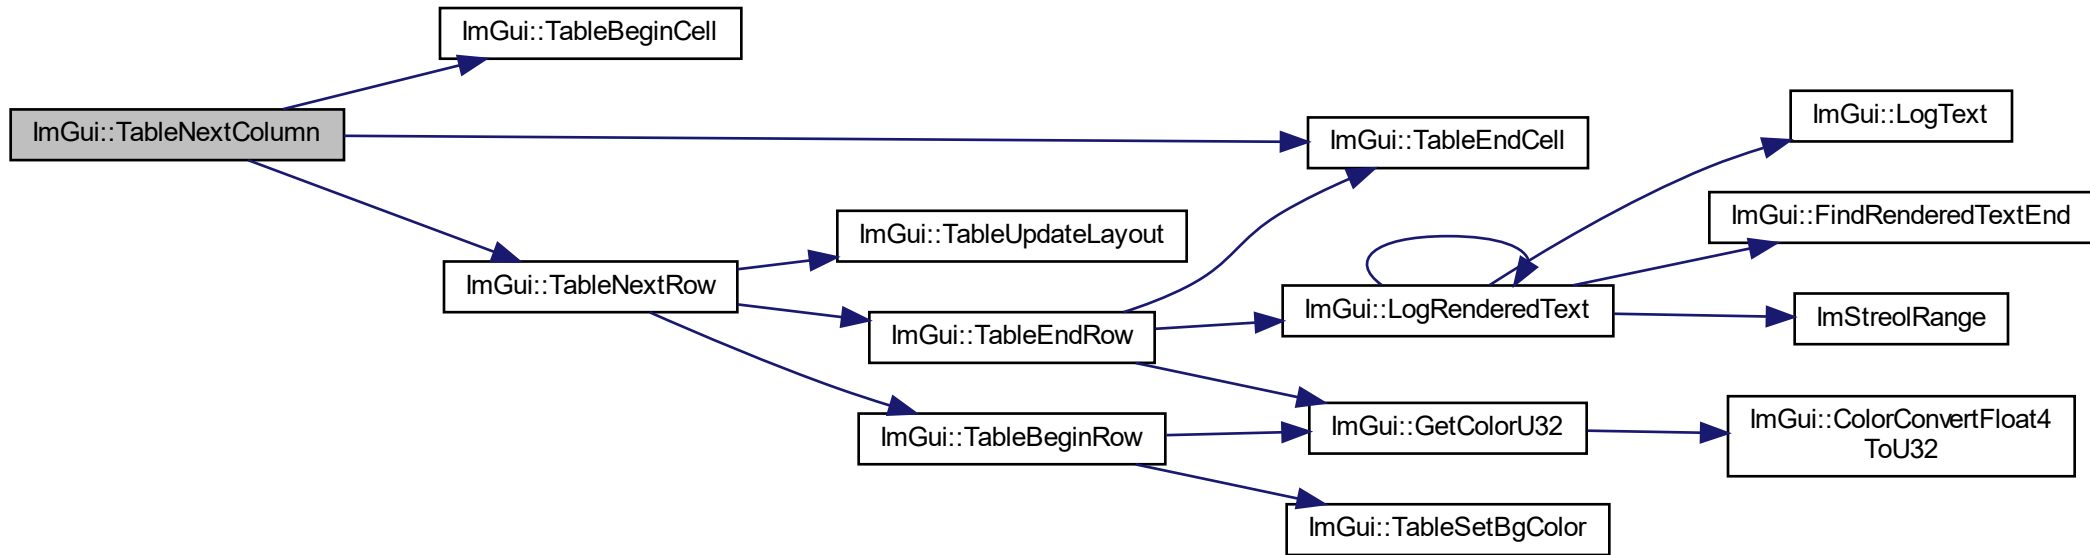 ImGui::TableBeginCell
ImGui::TableNextColumn
ImGui::LogText
ImGui::TableEndCell
ImGui::FindRenderedTextEnd
ImGui::TableUpdateLayout
ImGui::TableNextRow
ImGui::LogRenderedText
ImStreolRange
ImGui::TableEndRow
ImGui::ColorConvertFloat4
ToU32
ImGui::GetColorU32
ImGui::TableBeginRow
ImGui::TableSetBgColor